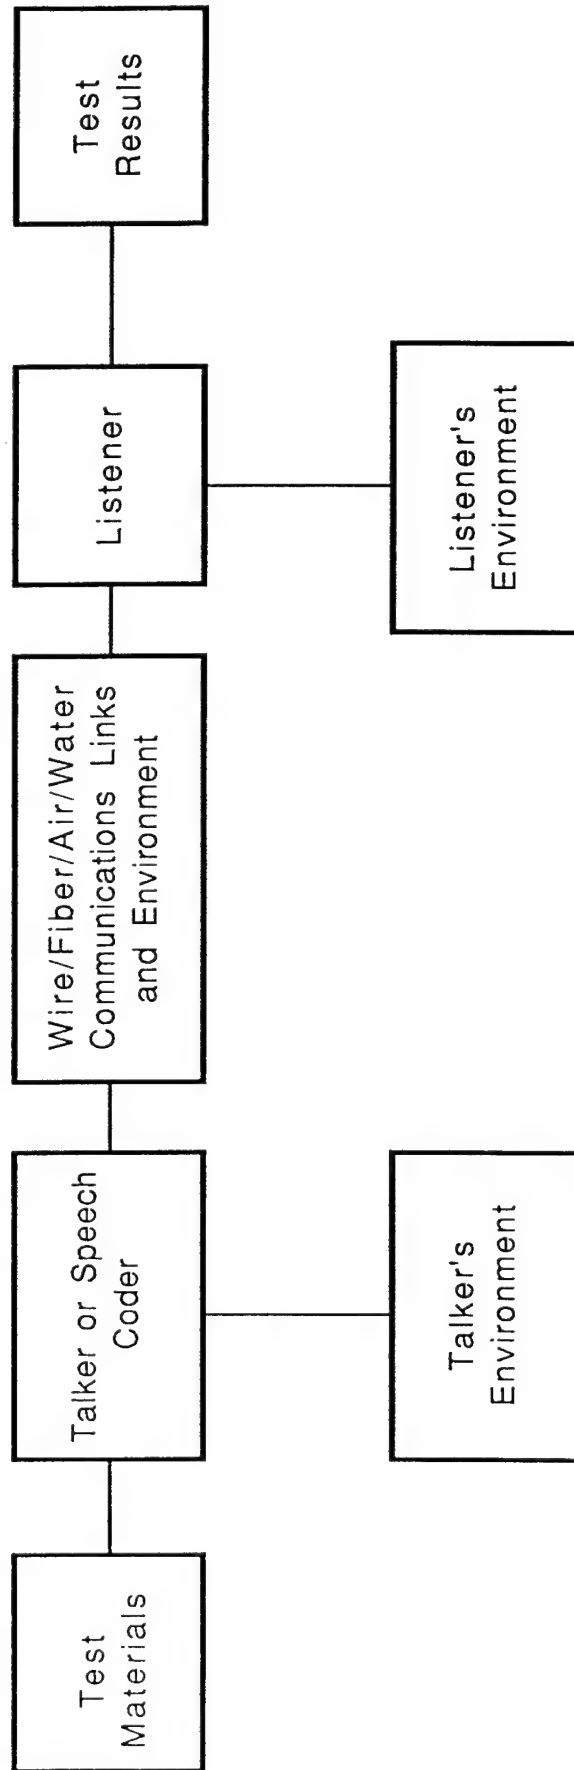 Test
Materials
Talker or Speech
Coder
Wire/Fiber/Air/Water
Communications Links
and Environment
Listener
Test
Results
Talker's
Environment
Listener's
Environment